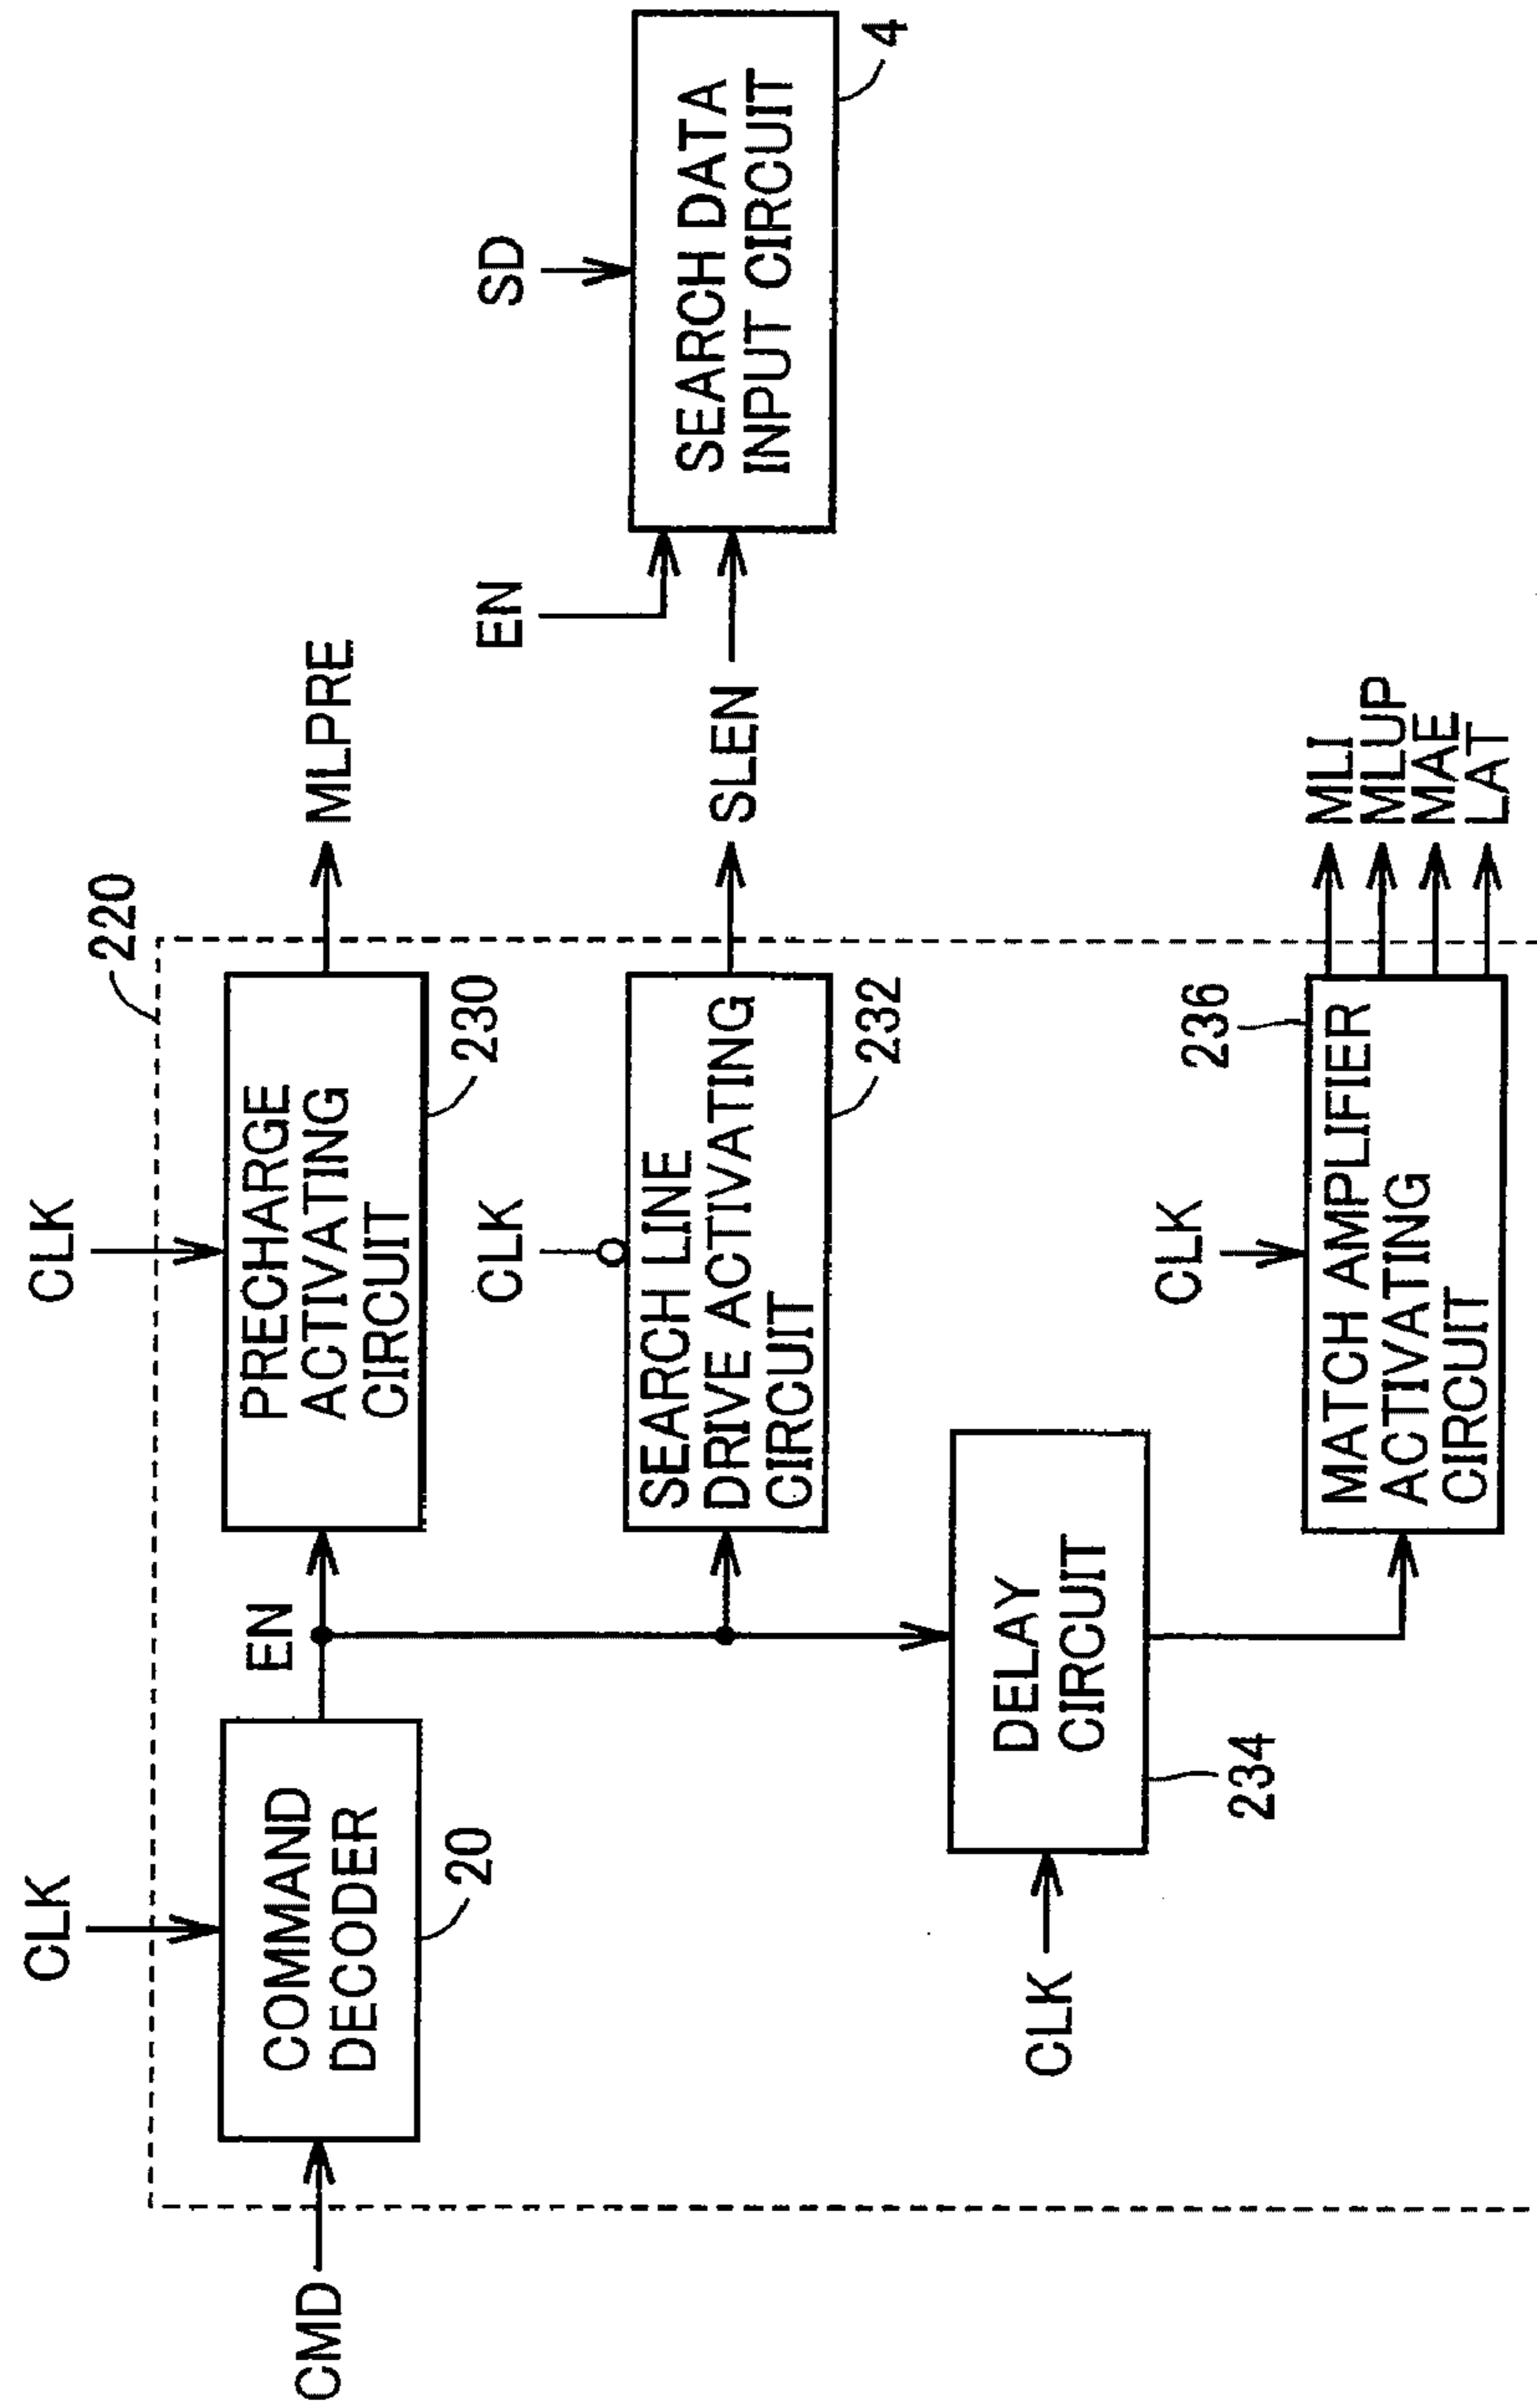 220
CLK
CLK
CMD
COMMAND
DECODER
20
EN
PRECHARGE
ACTIVATING
CIRCUIT
230
MLPRE
CLK
SEARCH LINE
DRIVE ACTIVATING
CIRCUIT
232
SLEN
EN
SD
SEARCH DATA
INPUT CIRCUIT
4
CLK
DELAY
CIRCUIT
234
CLK
MATCH AMPLIFIER
ACTIVATING
CIRCUIT
236
MLI
MLUP
MAE
LAT